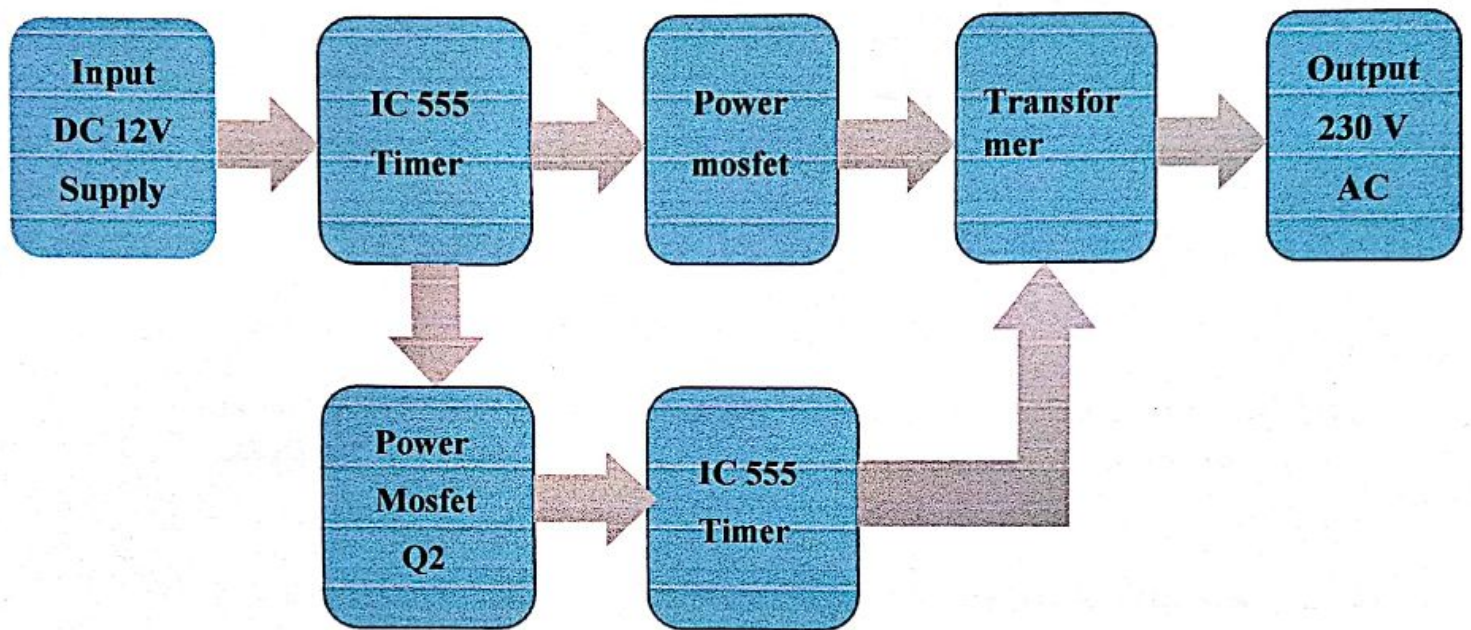 Input
DC 12V
Supply
IC 555
Timer
Power
mosfet
Transfor
mer
Output
230 V
AC
Power
Mosfet
Q2
IC 555
Timer